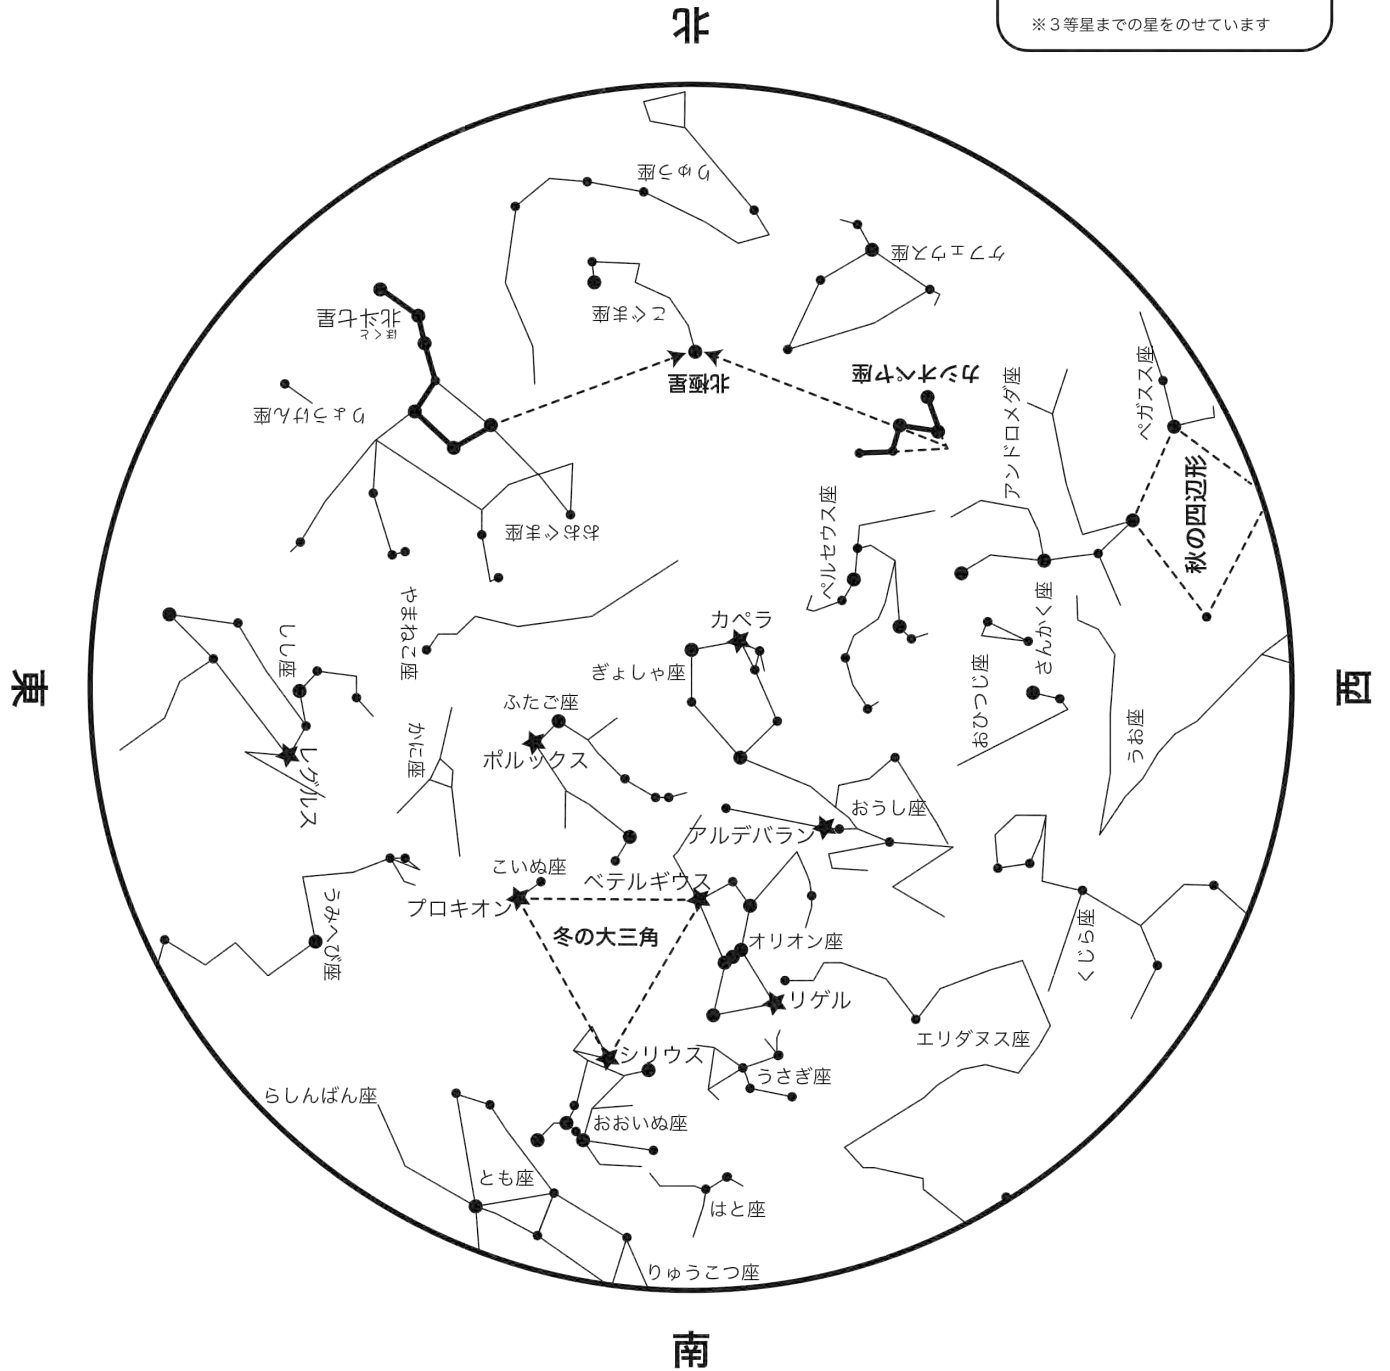 ※３等星までの星をのせています
北
りゅう座
ケフェウス座
こぐま座
北斗七星
ほくと
北極星
カシオペヤ座
りょうけん座
アンドロメダ座
ペガスス座
秋の四辺形
おおぐま座
ペルセウス座
やまねこ座
しし座
カペラ
ぎょしゃ座
さんかく座
おひつじ座
うお座
東
西
ふたご座
ポルックス
かに座
レグルス
おうし座
アルデバラン
こいぬ座
ベテルギウス
プロキオン
冬の大三角
オリオン座
うみへび座
くじら座
リゲル
エリダヌス座
シリウス
うさぎ座
らしんばん座
おおいぬ座
とも座
はと座
りゅうこつ座
南